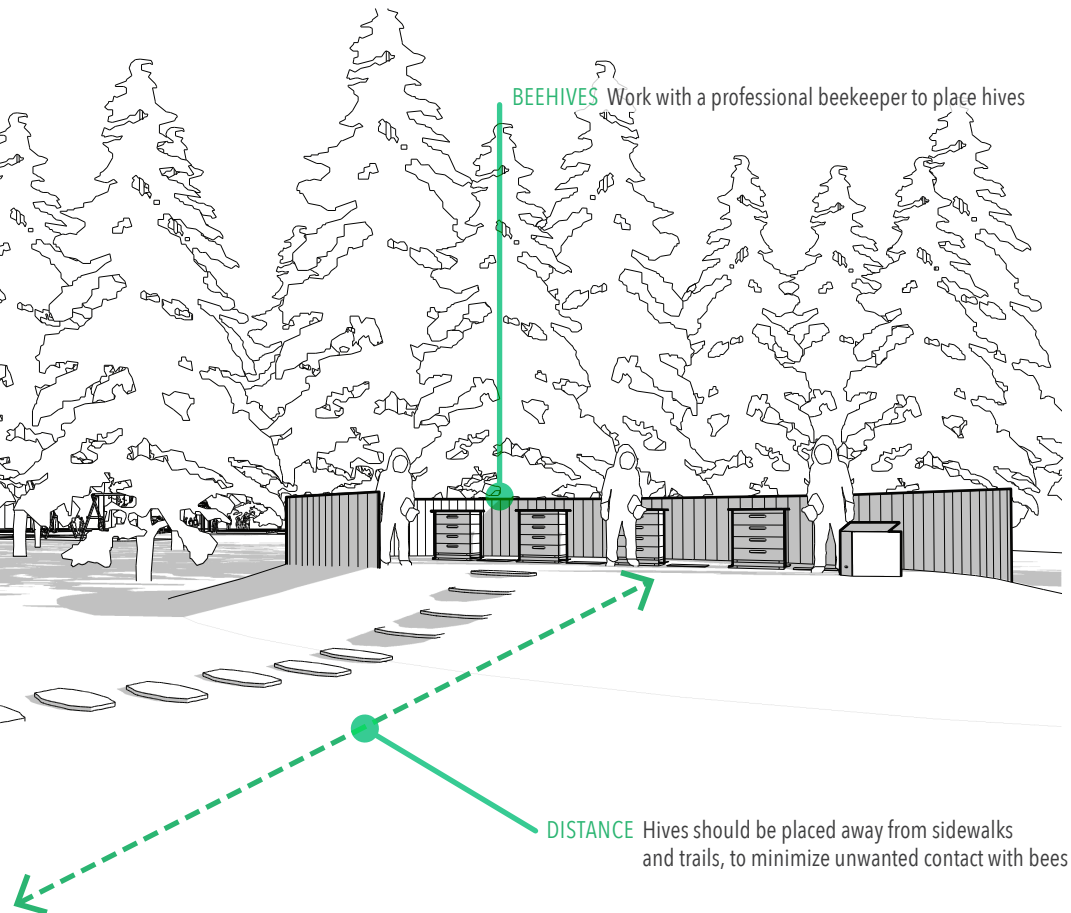 BEEHIVES Work with a professional beekeeper to place hives
DISTANCE Hives should be placed away from sidewalks
and trails, to minimize unwanted contact with bees